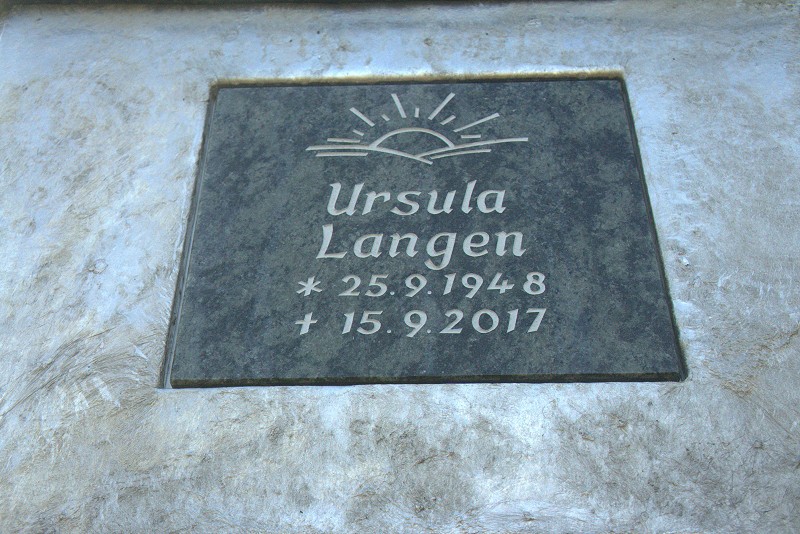 Ursula
Langen
* 25.9.1948
+ 15.9.2017